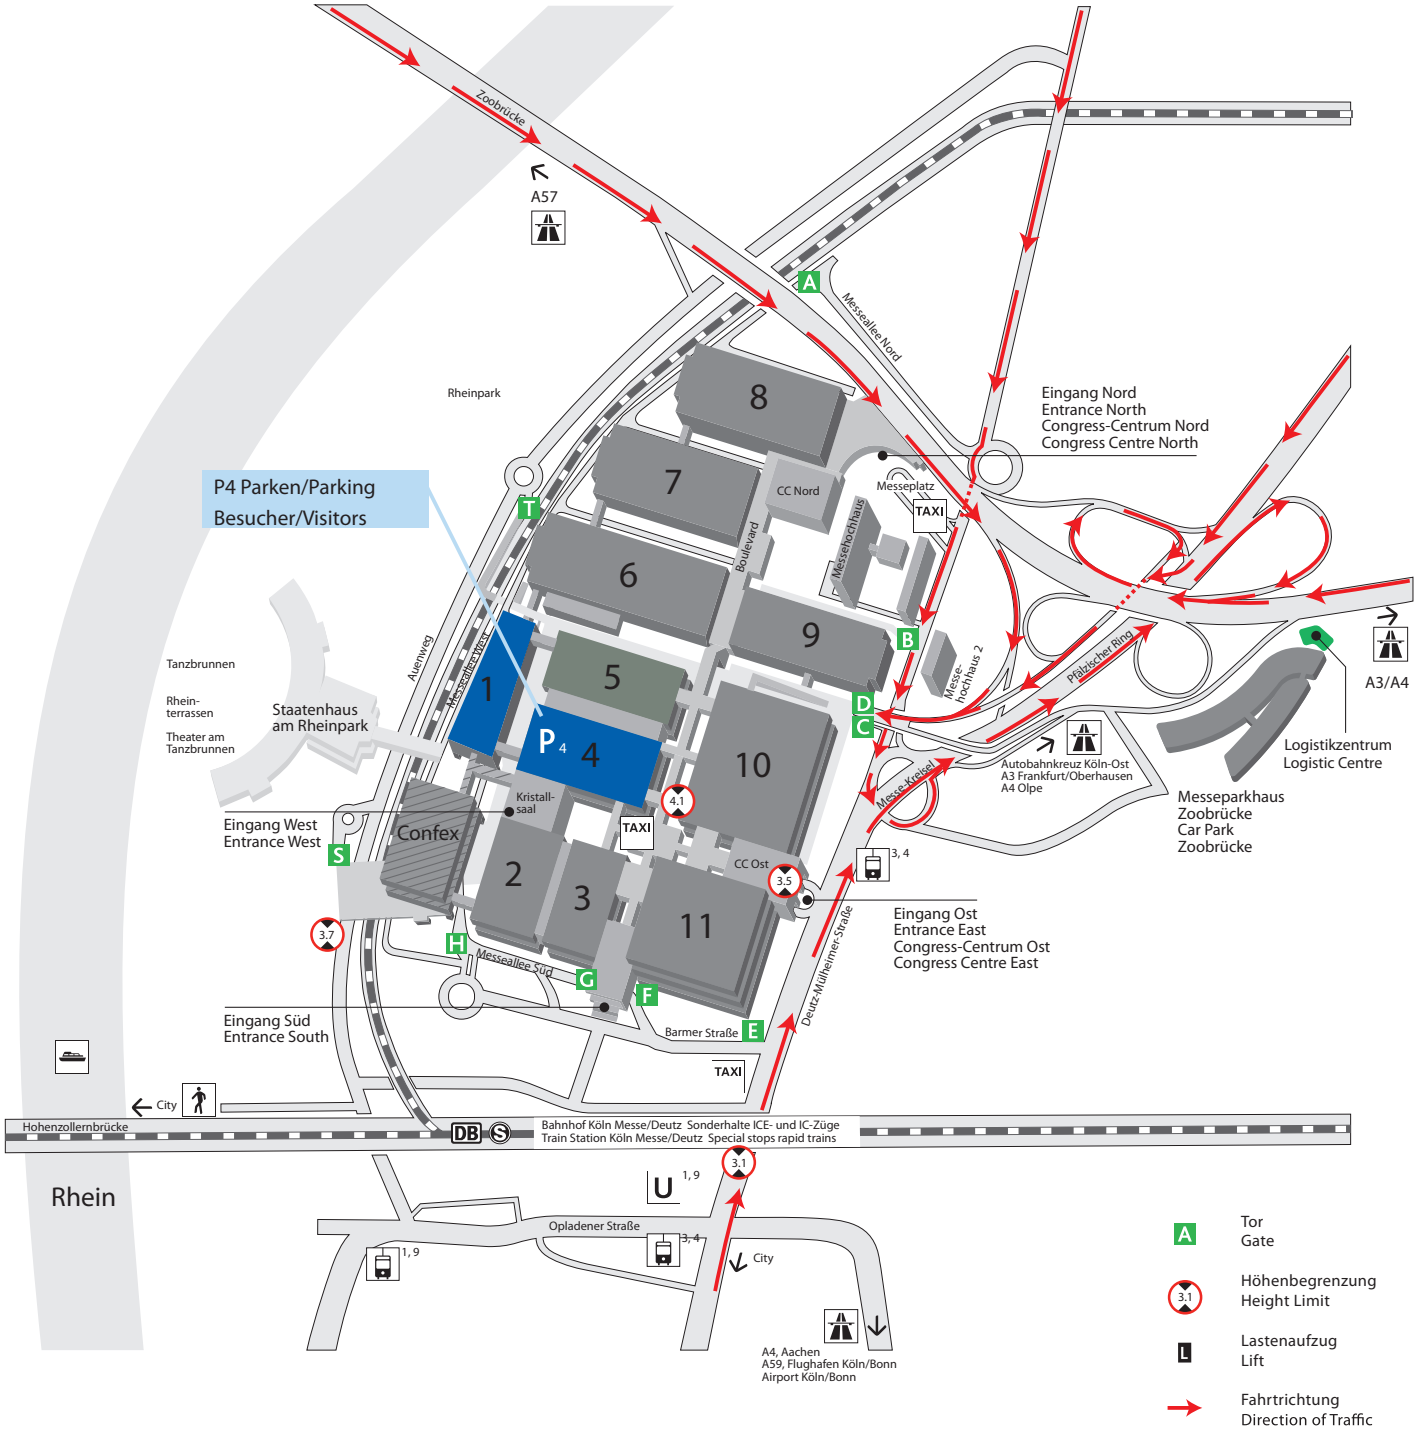 Zoobrücke
A57
A
Messeallee Nord
Rheinpark
8
Eingang Nord
Entrance North
Congress-Centrum Nord
Congress Centre North
P4 Parken/Parking
Besucher/Visitors
7
CC Nord
Messeplatz
TAXI
T
Boulevard
Messehochhaus
6
9
B
Messe-
hochhaus 2
Pfälzischer Ring
A3/A4
Auenweg
Messeallee West
Tanzbrunnen
Rhein-
terrassen
Theater am
Tanzbrunnen
Staatenhaus
am Rheinpark
1
5
P 4
4
10
D
C
Messe-Kreisel
Autobahnkreuz Köln-Ost
A3 Frankfurt/Oberhausen
A4 Olpe
Logistikzentrum
Logistic Centre
Messeparkhaus
Zoobrücke
Car Park
Zoobrücke
Kristall-
saal
4.1
TAXI
Eingang West
Entrance West
Confex
S
2
3
CC Ost
3.5
3, 4
11
Eingang Ost
Entrance East
Congress-Centrum Ost
Congress Centre East
Deutz-Mülheimer-Straße
3.7
H
Messeallee Süd
G
F
E
Eingang Süd
Entrance South
Barmer Straße
TAXI
City
Hohenzollernbrücke
DB
S
Bahnhof Köln Messe/Deutz Sonderhalte ICE- und IC-Züge
Train Station Köln Messe/Deutz Special stops rapid trains
3.1
Rhein
U
1, 9
Opladener Straße
1, 9
3, 4
City
A4, Aachen
A59, Flughafen Köln/Bonn
Airport Köln/Bonn
A
Tor
Gate
3.1
Höhenbegrenzung
Height Limit
L
Lastenaufzug
Lift
Fahrtrichtung
Direction of Traffic